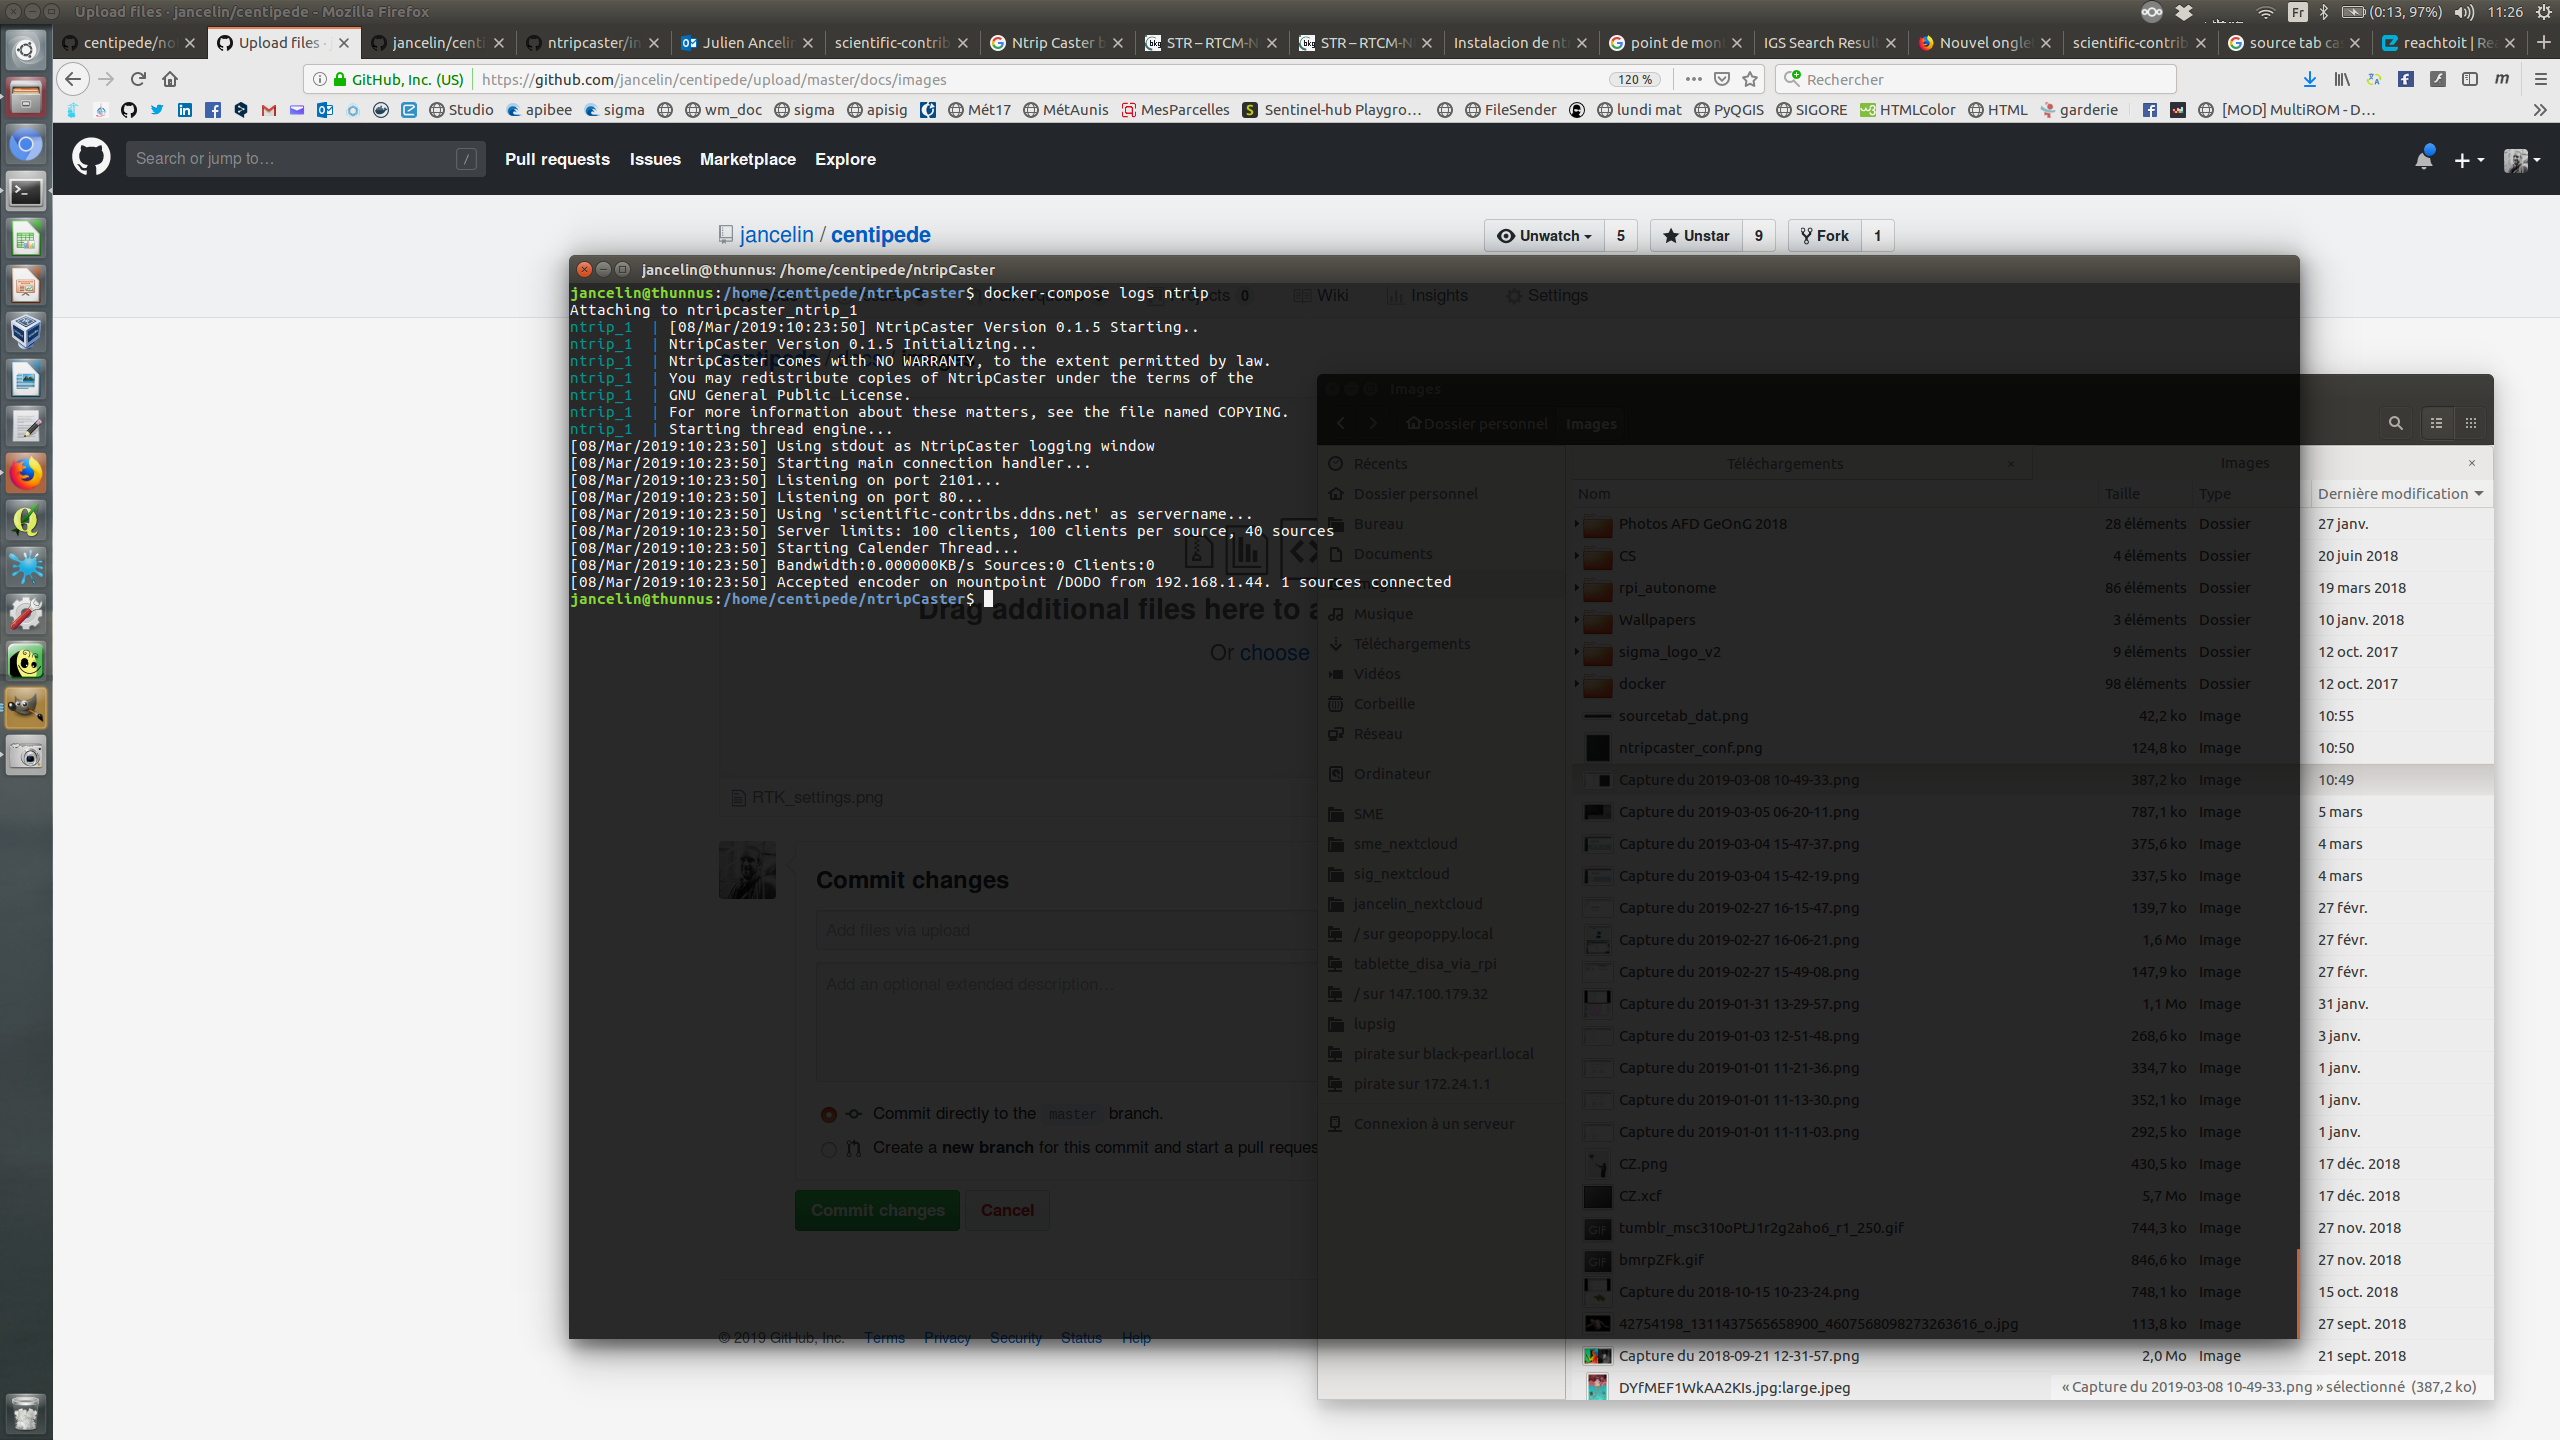 Upload files · jancelin/centipede - Mozilla Firefox
Fr (0:13, 97%) 11:26
centipede/no
Upload files ·
jancelin/centi
ntripcaster/in
Julien Ancelin
scientific-contrib
Ntrip Caster b
STR – RTCM-N
STR – RTCM-N
Instalacion de nt
point de mon
IGS Search Result
Nouvel ongle
scientific-contrib
source tab ca
reachtoit | Re
GitHub, Inc. (US) https://github.com/jancelin/centipede/upload/master/docs/images 120 % Rechercher
Studio apibee sigma wm_doc sigma apisig Mét17 MétAunis MesParcelles Sentinel-hub Playgro… FileSender lundi mat PyQGIS SIGORE HTMLColor HTML garderie [MOD] MultiROM - D…
Search or jump to… / Pull requests Issues Marketplace Explore
jancelin / centipede Unwatch 5 Unstar 9 Fork 1
jancelin@thunnus: /home/centipede/ntripCaster
Projects 0 Wiki Insights Settings
jancelin@thunnus:/home/centipede/ntripCaster$ docker-compose logs ntrip
Attaching to ntripcaster_ntrip_1
ntrip_1 | [08/Mar/2019:10:23:50] NtripCaster Version 0.1.5 Starting..
ntrip_1 | NtripCaster Version 0.1.5 Initializing...
ntrip_1 | NtripCaster comes with NO WARRANTY, to the extent permitted by law.
ntrip_1 | You may redistribute copies of NtripCaster under the terms of the
ntrip_1 | GNU General Public License.
ntrip_1 | For more information about these matters, see the file named COPYING.
ntrip_1 | Starting thread engine...
[08/Mar/2019:10:23:50] Using stdout as NtripCaster logging window
[08/Mar/2019:10:23:50] Starting main connection handler...
[08/Mar/2019:10:23:50] Listening on port 2101...
[08/Mar/2019:10:23:50] Listening on port 80...
[08/Mar/2019:10:23:50] Using 'scientific-contribs.ddns.net' as servername...
[08/Mar/2019:10:23:50] Server limits: 100 clients, 100 clients per source, 40 sources
[08/Mar/2019:10:23:50] Starting Calender Thread...
[08/Mar/2019:10:23:50] Bandwidth:0.000000KB/s Sources:0 Clients:0
[08/Mar/2019:10:23:50] Accepted encoder on mountpoint /DODO from 192.168.1.44. 1 sources connected
jancelin@thunnus:/home/centipede/ntripCaster$
Drag additional files here to a
Or choose
RTK_settings.png
Commit changes
Add files via upload
Add an optional extended description…
Commit directly to the master branch.
Create a new branch for this commit and start a pull reques
Commit changes Cancel
© 2019 GitHub, Inc. Terms Privacy Security Status Help
Images
Dossier personnel Images
Récents
Dossier personnel
Bureau
Documents
Images
Musique
Téléchargements
Vidéos
Corbeille
Réseau
Ordinateur
SME
sme_nextcloud
sig_nextcloud
jancelin_nextcloud
/ sur geopoppy.local
tablette_disa_via_rpi
/ sur 147.100.179.32
lupsig
pirate sur black-pearl.local
pirate sur 172.24.1.1
Connexion à un serveur
Téléchargements Images
Nom Taille Type Dernière modification
Photos AFD GeOnG 2018 28 éléments Dossier 27 janv.
CS 4 éléments Dossier 20 juin 2018
rpi_autonome 86 éléments Dossier 19 mars 2018
Wallpapers 3 éléments Dossier 10 janv. 2018
sigma_logo_v2 9 éléments Dossier 12 oct. 2017
docker 98 éléments Dossier 12 oct. 2017
sourcetab_dat.png 42,2 ko Image 10:55
ntripcaster_conf.png 124,8 ko Image 10:50
Capture du 2019-03-08 10-49-33.png 387,2 ko Image 10:49
Capture du 2019-03-05 06-20-11.png 787,1 ko Image 5 mars
Capture du 2019-03-04 15-47-37.png 375,6 ko Image 4 mars
Capture du 2019-03-04 15-42-19.png 337,5 ko Image 4 mars
Capture du 2019-02-27 16-15-47.png 139,7 ko Image 27 févr.
Capture du 2019-02-27 16-06-21.png 1,6 Mo Image 27 févr.
Capture du 2019-02-27 15-49-08.png 147,9 ko Image 27 févr.
Capture du 2019-01-31 13-29-57.png 1,1 Mo Image 31 janv.
Capture du 2019-01-03 12-51-48.png 268,6 ko Image 3 janv.
Capture du 2019-01-01 11-21-36.png 334,7 ko Image 1 janv.
Capture du 2019-01-01 11-13-30.png 352,1 ko Image 1 janv.
Capture du 2019-01-01 11-11-03.png 292,5 ko Image 1 janv.
CZ.png 430,5 ko Image 17 déc. 2018
CZ.xcf 5,7 Mo Image 17 déc. 2018
tumblr_msc310oPtJ1r2g2aho6_r1_250.gif 744,3 ko Image 27 nov. 2018
bmrpZFk.gif 846,6 ko Image 27 nov. 2018
Capture du 2018-10-15 10-23-24.png 748,1 ko Image 15 oct. 2018
42754198_1311437565658900_4607568098273263616_o.jpg 113,8 ko Image 27 sept. 2018
Capture du 2018-09-21 12-31-57.png 2,0 Mo Image 21 sept. 2018
DYfMEF1WkAA2KIs.jpg:large.jpeg
« Capture du 2019-03-08 10-49-33.png » sélectionné (387,2 ko)